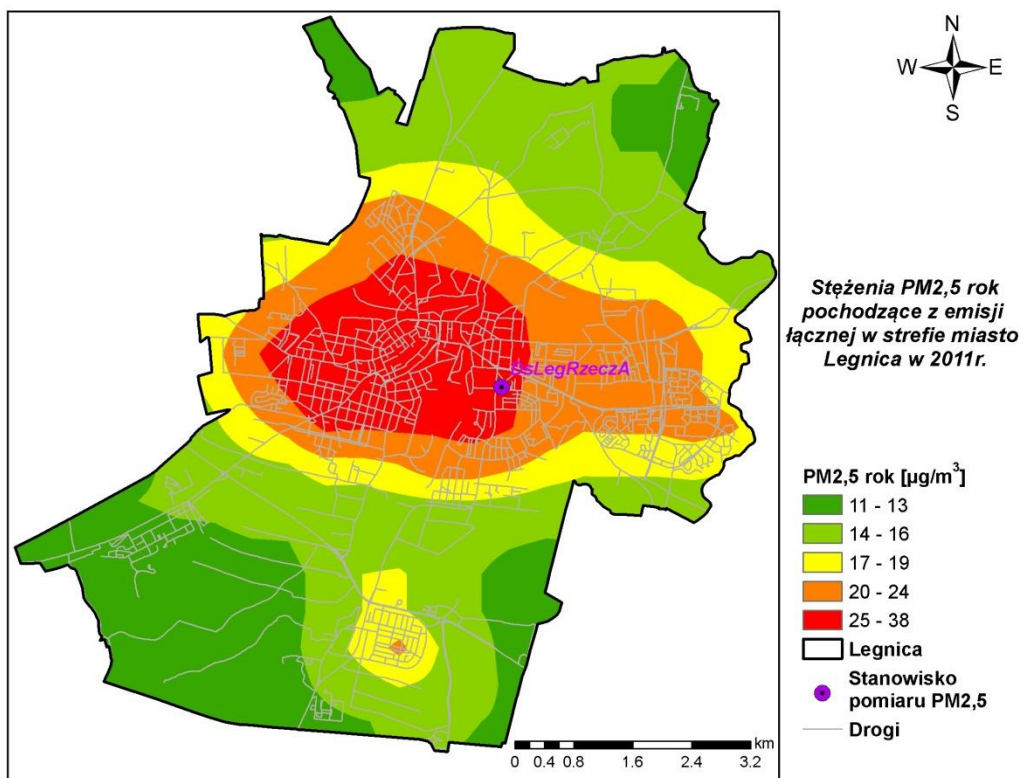 N
W E
S
Stężenia PM2,5 rok
pochodzące z emisji
łącznej w strefie miasto
Legnica w 2011r.
DsLegRzeczA
PM2,5 rok [µg/m³]
11 - 13
14 - 16
17 - 19
20 - 24
25 - 38
Legnica
Stanowisko
pomiaru PM2,5
Drogi
km
0 0.4 0.8 1.6 2.4 3.2